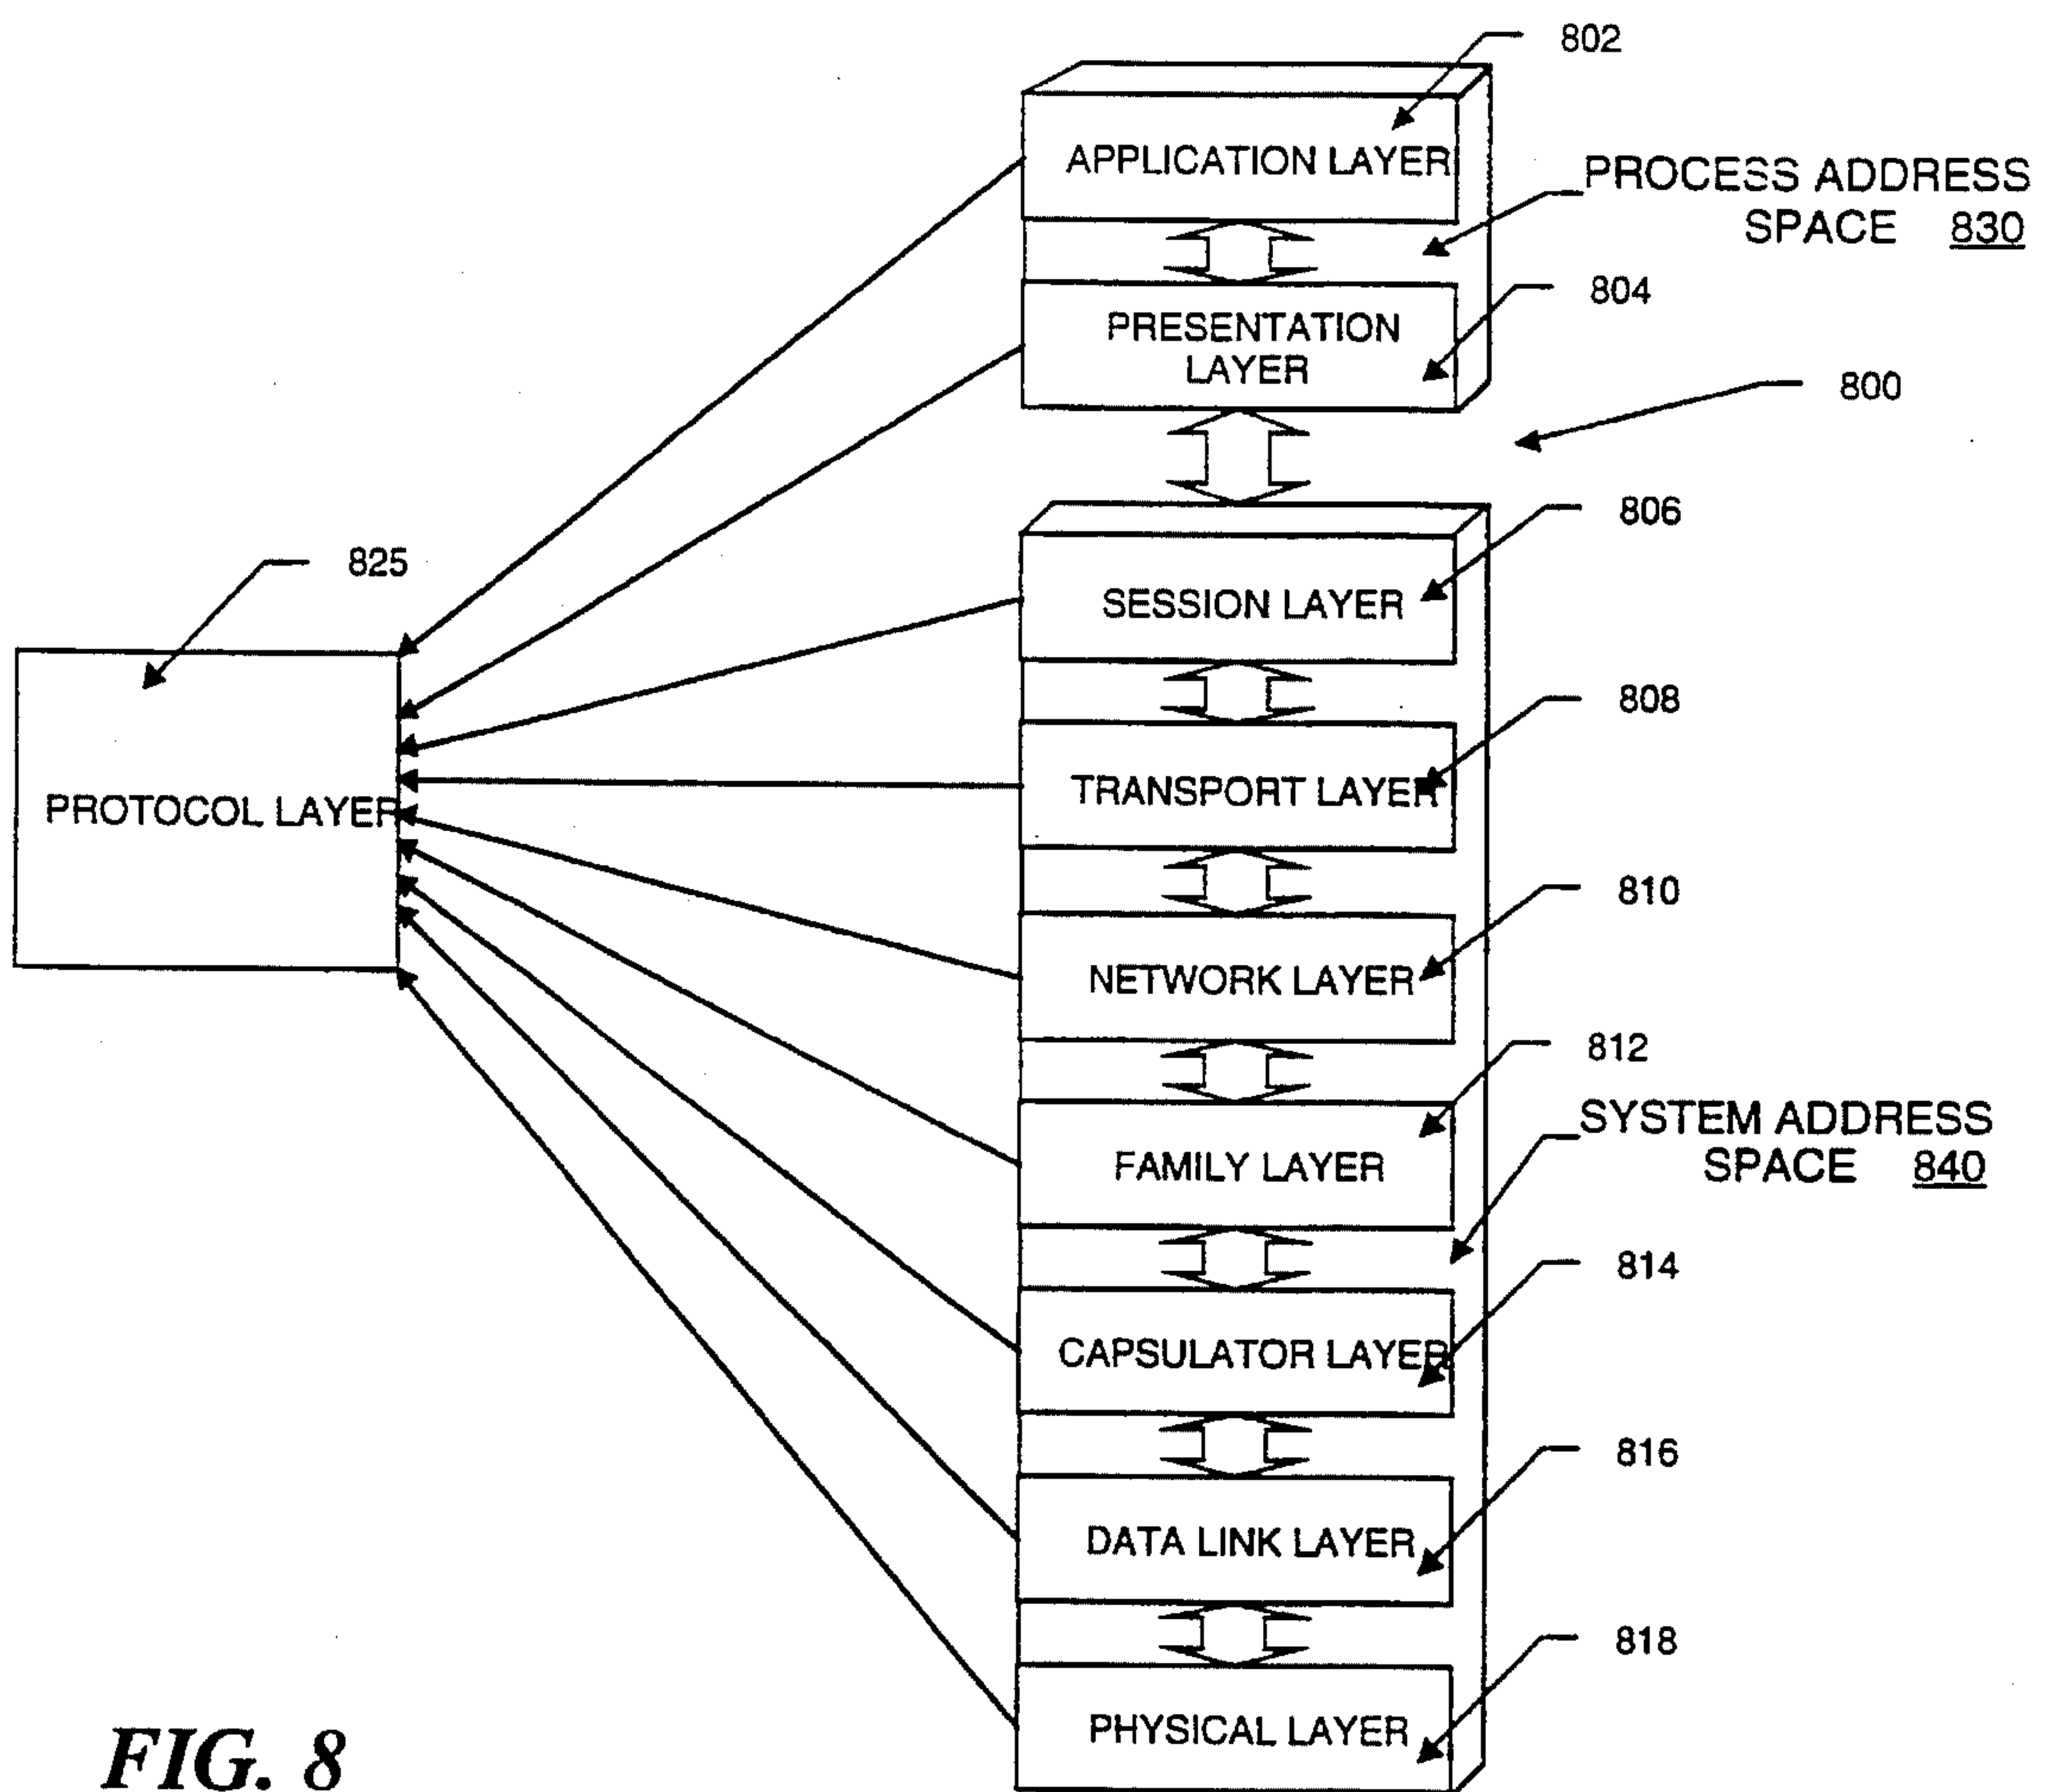 802
APPLICATION LAYER
PROCESS ADDRESS
SPACE 830
804
PRESENTATION
LAYER
800
806
SESSION LAYER
825
808
TRANSPORT LAYER
PROTOCOL LAYER
810
NETWORK LAYER
812
SYSTEM ADDRESS
SPACE 840
FAMILY LAYER
814
CAPSULATOR LAYER
816
DATA LINK LAYER
818
PHYSICAL LAYER
FIG. 8